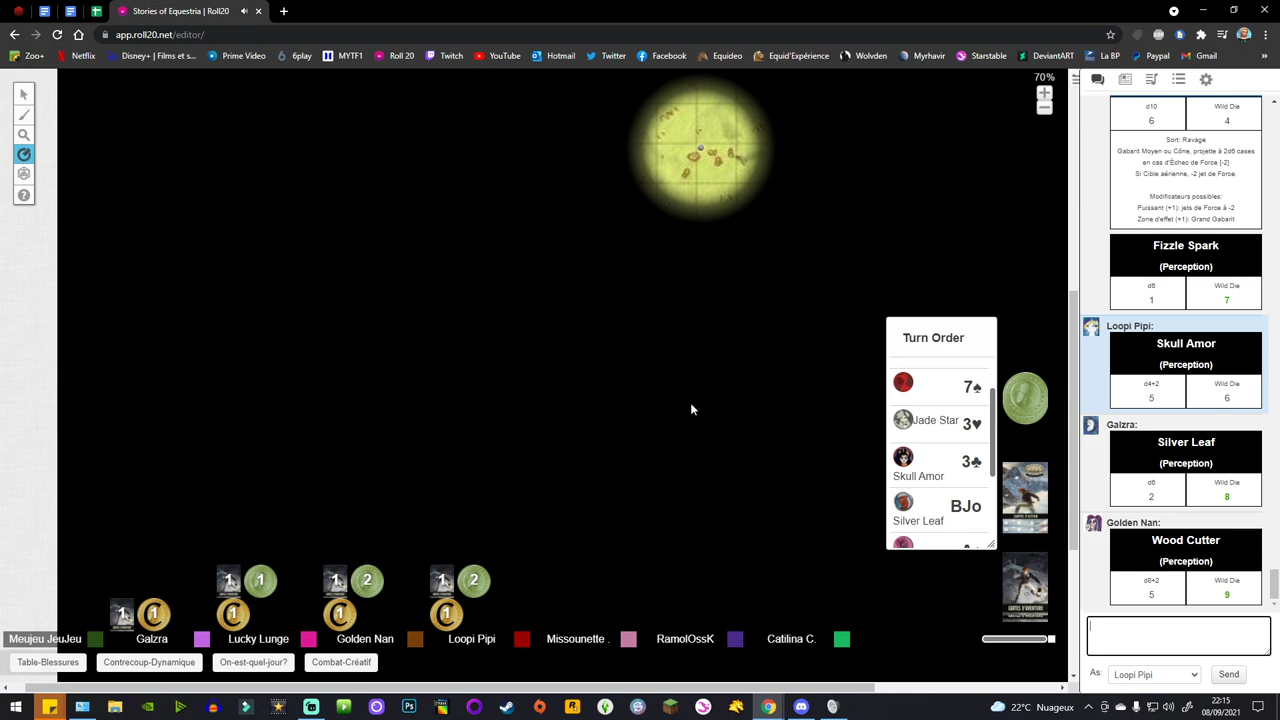 Stories of Equestria | Roll20
app.roll20.net/editor/
Zoo+ Netflix Disney+ | Films et s... Prime Video 6play MYTF1 Roll 20 Twitch YouTube Hotmail Facebook Equideo Equid'Expérience Wolvden Myrhavir Starstable DeviantART La BP Paypal Gmail
70%
d10 Wild Die
6 4
Sort: Ravage
Gabarit Moyen ou Cône, projette à 2d6 cases
en cas d'Échec de Force [-2]
Si Cible aérienne, -2 jet de Force.
Modificateurs possibles:
Puissant (+1): jets de Force à -2
Zone d'effet (+1): Grand Gabarit
Fizzle Spark
(Perception)
d6 Wild Die
1 7
Loopi Pipi:
Skull Amor
(Perception)
d4+2 Wild Die
5 6
Galzra:
Silver Leaf
(Perception)
d6 Wild Die
2 8
Golden Nan:
Wood Cutter
(Perception)
d8+2 Wild Die
5 9
As: Loopi Pipi Send
Turn Order
7♠
Jade Star 3♥
3♣
Skull Amor
BJo
Silver Leaf
1 1 1 2 1 2
1 1 1 1 1
Meujeu JeuJeu Galzra Lucky Lunge Golden Nan Loopi Pipi Missounette . RamolOssK Catilina C.
Table-Blessures Contrecoup-Dynamique On-est-quel-jour? Combat-Créatif
22°C Nuageux
22:15
08/09/2021